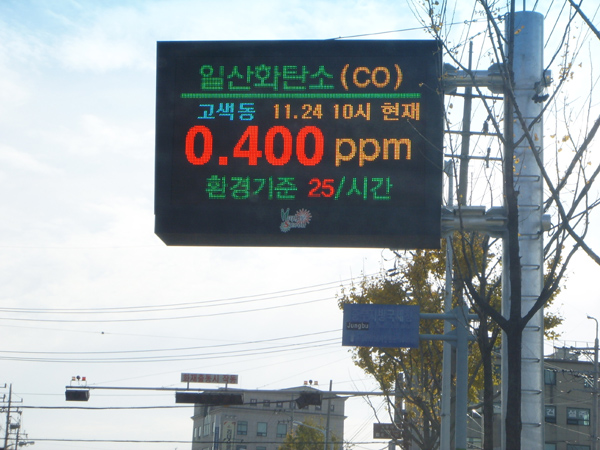 일산화탄소(CO)
고색동 11.24 10시 현재
0.400 ppm
환경기준 25/시간